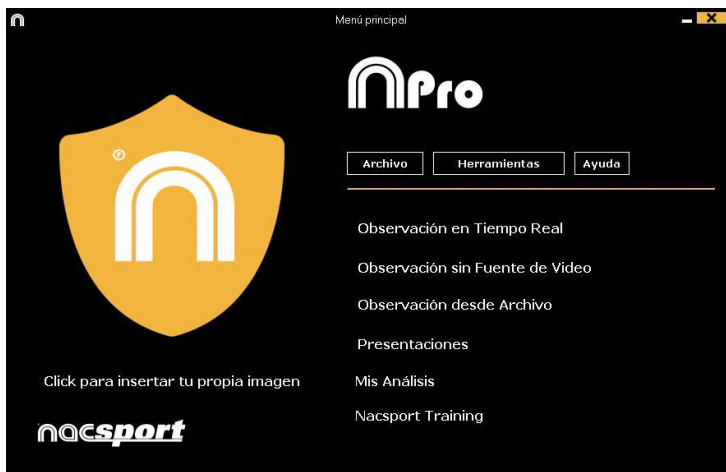 Menú principal
nPro
Archivo
Herramientas
Ayuda
Observación en Tiempo Real
Observación sin Fuente de Video
Observación desde Archivo
Presentaciones
Mis Análisis
Nacsport Training
®
n
Click para insertar tu propia imagen
nacsport